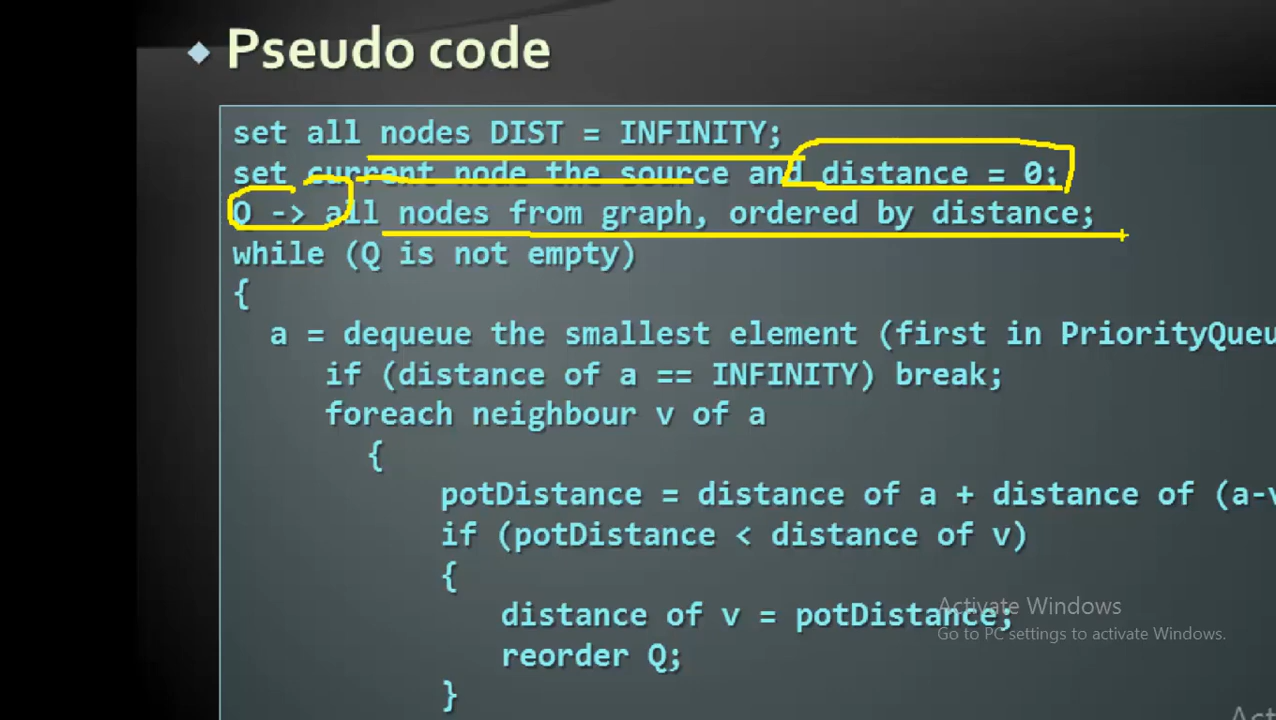 Pseudo code
set all nodes DIST = INFINITY;
set current node the source and distance = 0;
Q -> all nodes from graph, ordered by distance;
while (Q is not empty)
{
a = dequeue the smallest element (first in PriorityQueu
if (distance of a == INFINITY) break;
foreach neighbour v of a
{
potDistance = distance of a + distance of (a-v
if (potDistance < distance of v)
{
distance of v = potDistance;
reorder Q;
}
Activate Windows
Go to PC settings to activate Windows.
Acti